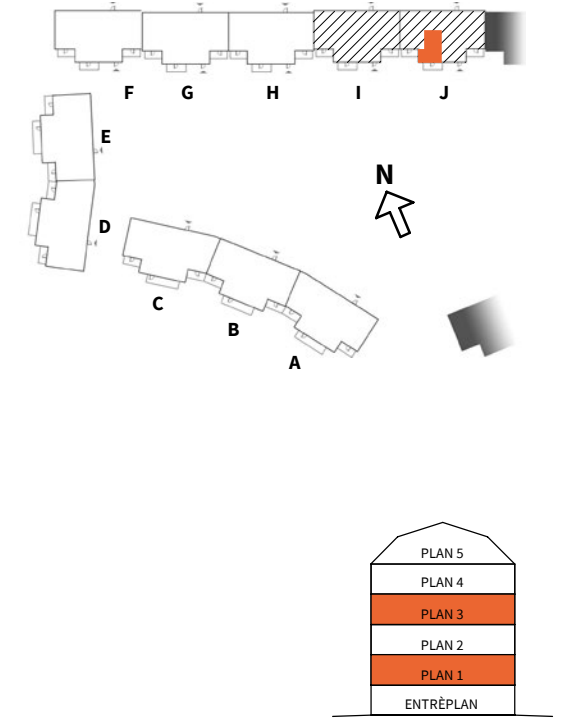 F G H I J
E
N
D
C
B
A
PLAN 5
PLAN 4
PLAN 3
PLAN 2
PLAN 1
ENTRÈPLAN